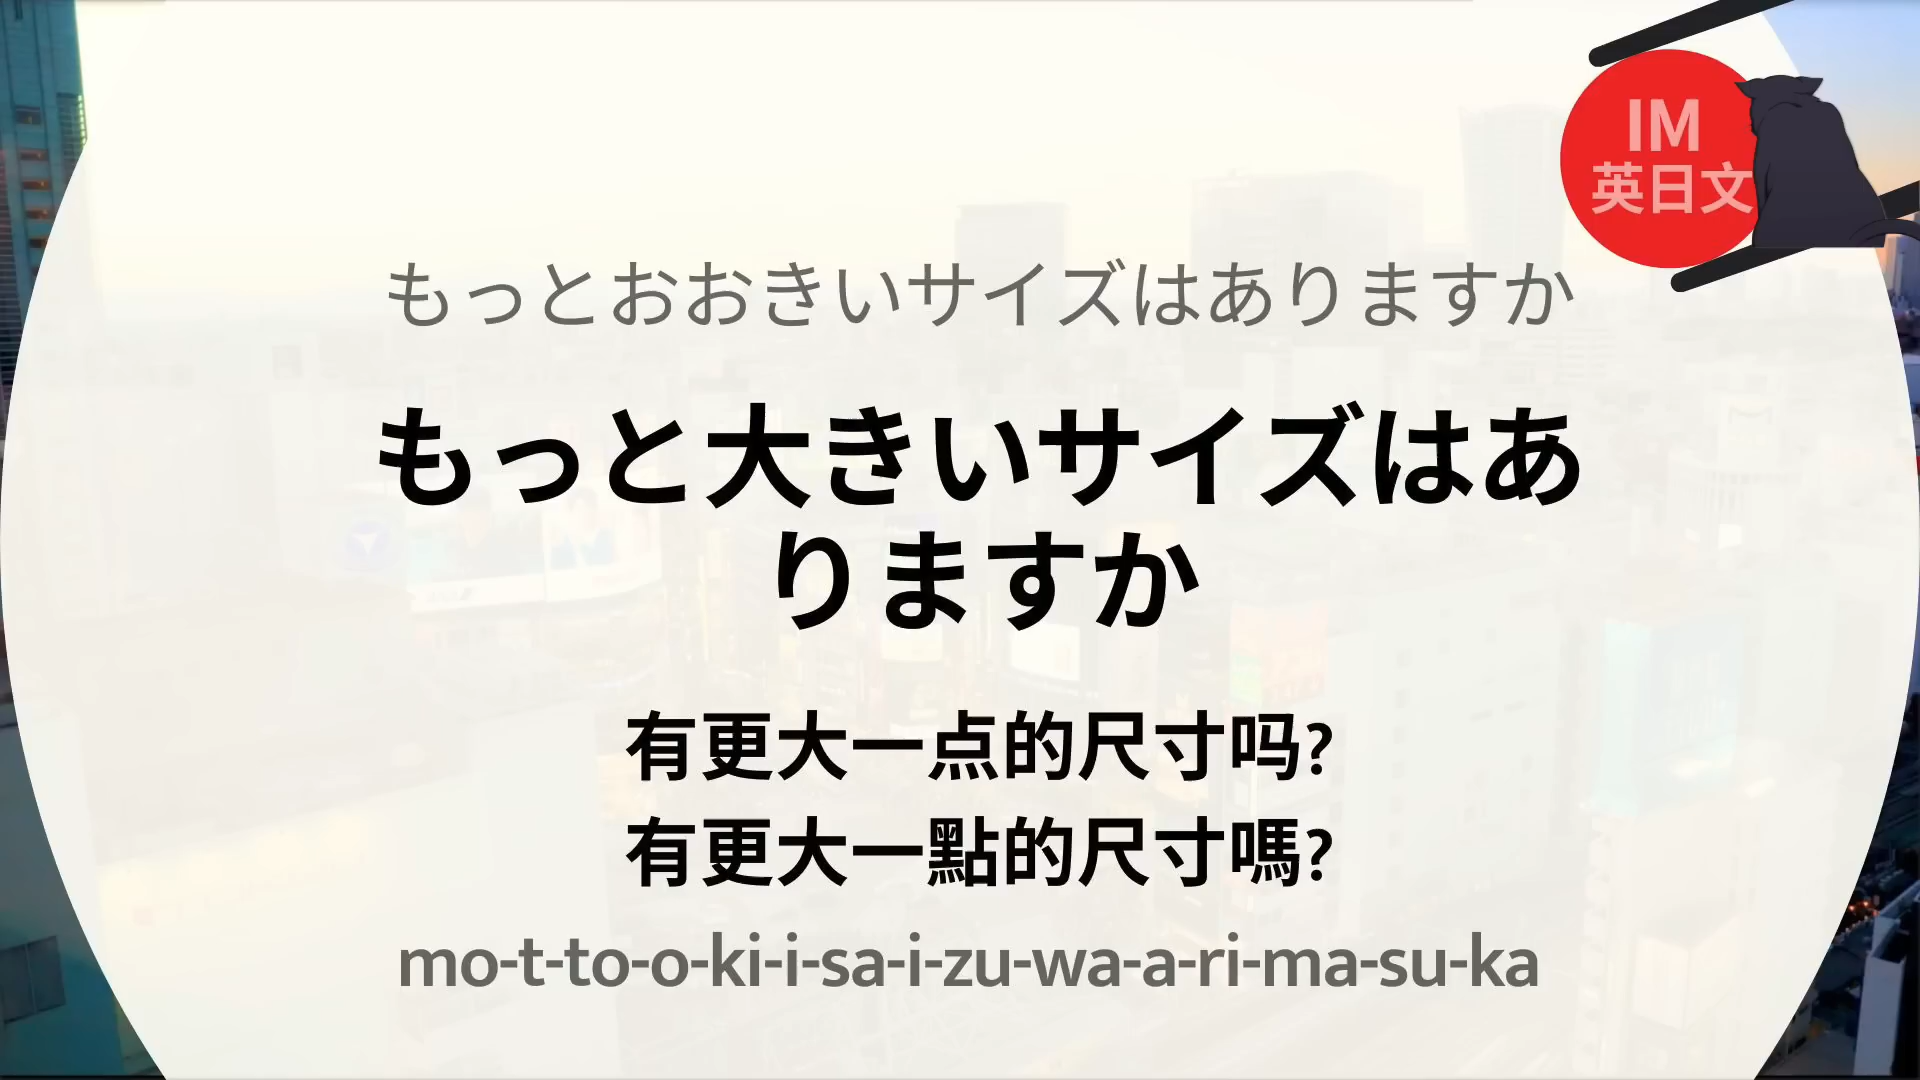 IM
英日文
もっとおおきいサイズはありますか
もっと大きいサイズはあ
りますか
有更大一点的尺寸吗?
有更大一點的尺寸嗎?
mo-t-to-o-ki-i-sa-i-zu-wa-a-ri-ma-su-ka